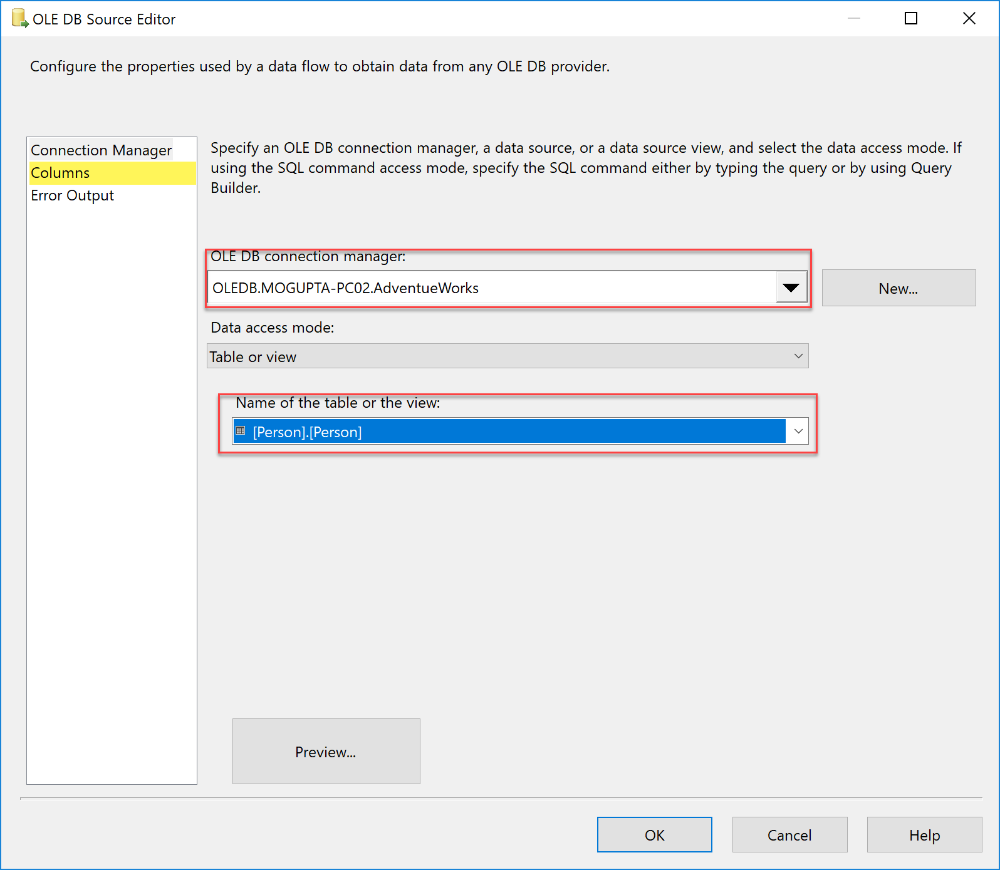 OLE DB Source Editor
Configure the properties used by a data flow to obtain data from any OLE DB provider.
Connection Manager
Columns
Error Output
Specify an OLE DB connection manager, a data source, or a data source view, and select the data access mode. If
using the SQL command access mode, specify the SQL command either by typing the query or by using Query
Builder.
OLE DB connection manager:
OLEDB.MOGUPTA-PC02.AdventueWorks
New...
Data access mode:
Table or view
Name of the table or the view:
[Person].[Person]
Preview...
OK
Cancel
Help